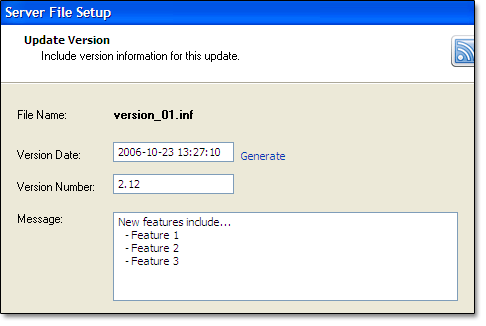 Server File Setup
Update Version
Include version information for this update.
File Name: version_01.inf
Version Date: 2006-10-23 13:27:10 Generate
Version Number: 2.12
Message: New features include...
- Feature 1
- Feature 2
- Feature 3